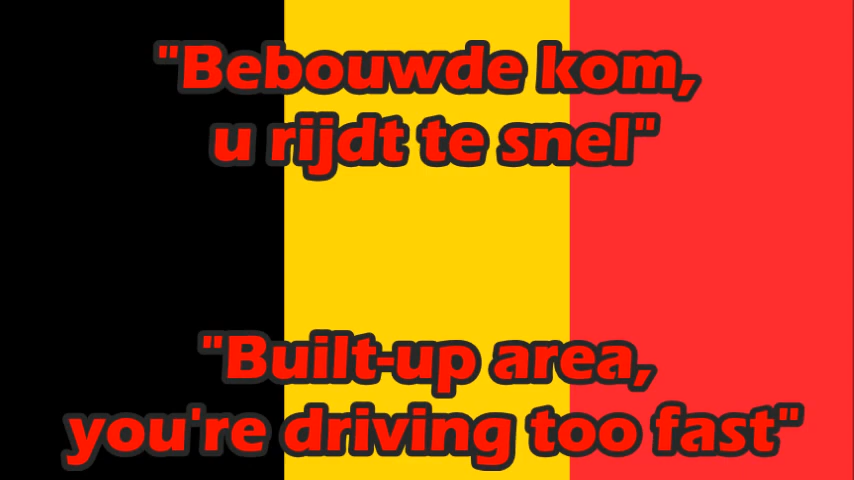 "Bebouwde kom,
u rijdt te snel"
"Built-up area,
you're driving too fast"